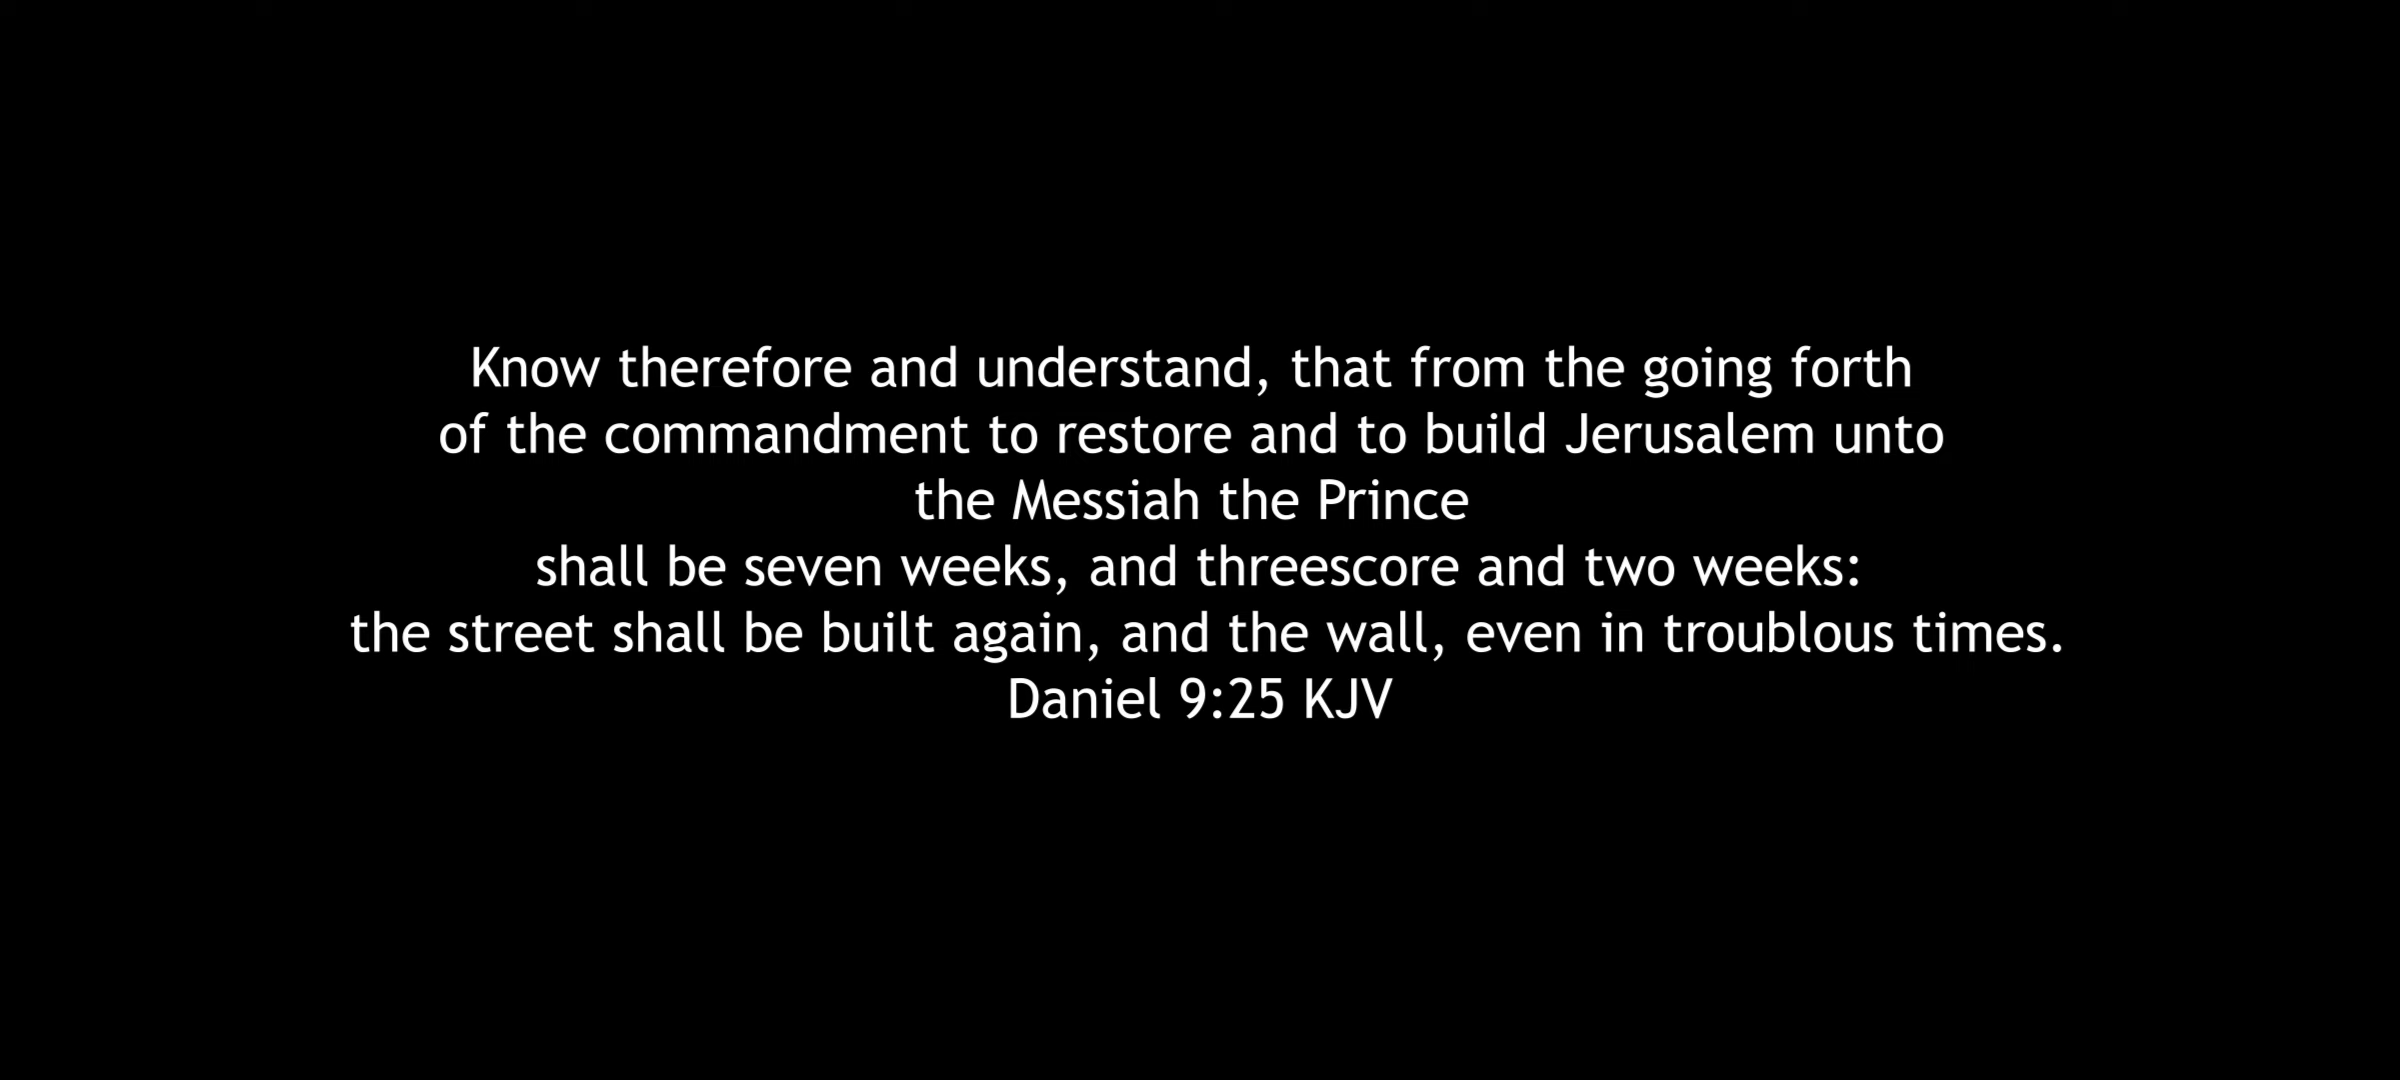 Know therefore and understand, that from the going forth
of the commandment to restore and to build Jerusalem unto
the Messiah the Prince
shall be seven weeks, and threescore and two weeks:
the street shall be built again, and the wall, even in troublous times.
Daniel 9:25 KJV